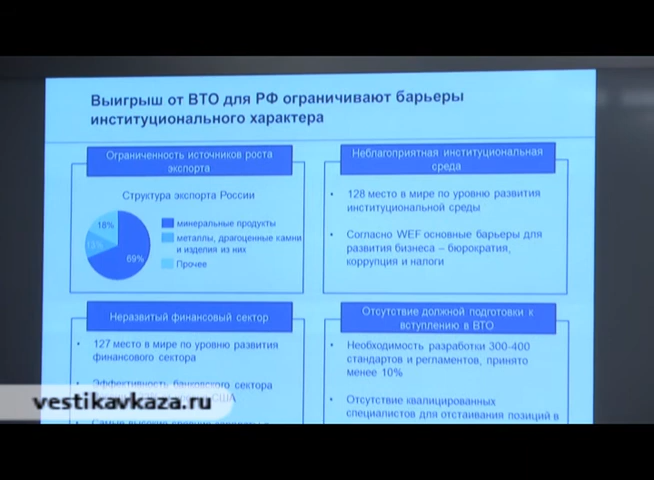 Выигрыш от ВТО для РФ ограничивают барьеры
институционального характера
Ограниченность источников роста
экспорта
Структура экспорта России
18%
13%
69%
минеральные продукты
металлы, драгоценные камни
и изделия из них
Прочее
Неблагоприятная институциональная
среда
• 128 место в мире по уровню развития
институциональной среды
• Согласно WEF основные барьеры для
развития бизнеса – бюрократия,
коррупция и налоги
Неразвитый финансовый сектор
• 127 место в мире по уровню развития
финансового сектора
• Эффективность банковского сектора
США
Отсутствие должной подготовки к
вступлению в ВТО
• Необходимость разработки 300-400
стандартов и регламентов, принято
менее 10%
• Отсутствие квалицированных
специалистов для отстаивания позиций в
vestikavkaza.ru